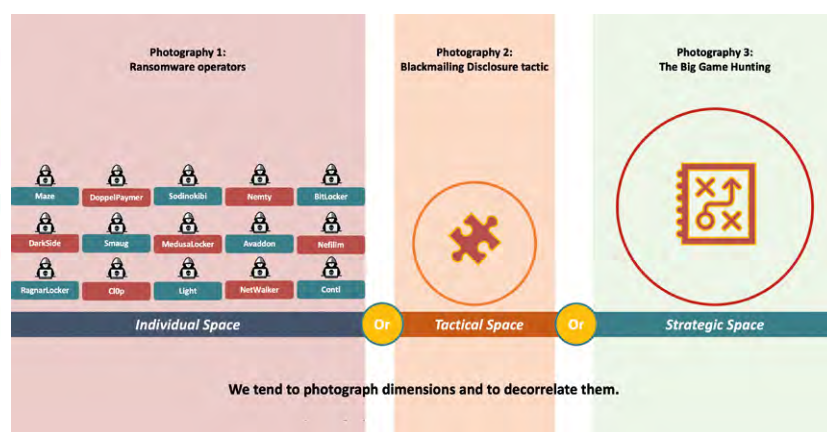 Photography 1:
Ransomware operators
Photography 2:
Blackmailing Disclosure tactic
Photography 3:
The Big Game Hunting
Maze
DoppelPaymer
Sodinokibi
Nemty
BitLocker
DarkSide
Smaug
MedusaLocker
Avaddon
Nefilim
RagnarLocker
Cl0p
Light
NetWalker
Conti
Individual Space
Or
Tactical Space
Or
Strategic Space
We tend to photograph dimensions and to decorrelate them.